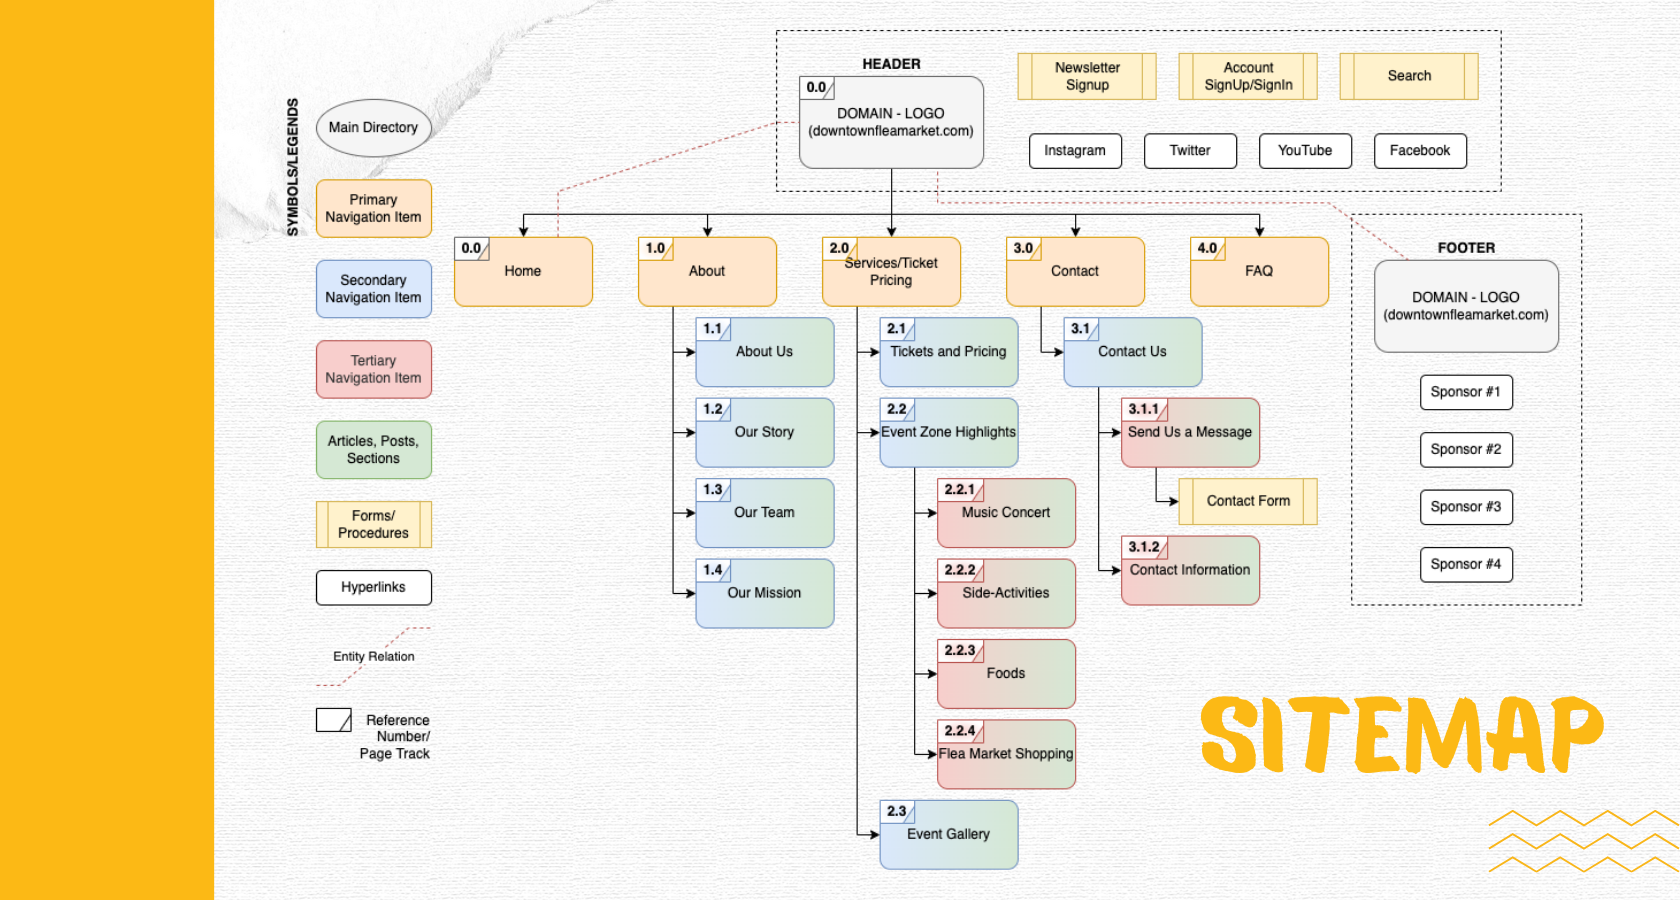 SYMBOLS/LEGENDS
Main Directory
Primary
Navigation Item
Secondary
Navigation Item
Tertiary
Navigation Item
Articles, Posts,
Sections
Forms/
Procedures
Hyperlinks
Entity Relation
Reference
Number/
Page Track
HEADER
0.0
DOMAIN - LOGO
(downtownfleamarket.com)
Newsletter
Signup
Account
SignUp/SignIn
Search
Instagram
Twitter
YouTube
Facebook
0.0
Home
1.0
About
2.0
Services/Ticket
Pricing
3.0
Contact
4.0
FAQ
1.1
About Us
1.2
Our Story
1.3
Our Team
1.4
Our Mission
2.1
Tickets and Pricing
2.2
Event Zone Highlights
2.2.1
Music Concert
2.2.2
Side-Activities
2.2.3
Foods
2.2.4
Flea Market Shopping
2.3
Event Gallery
3.1
Contact Us
3.1.1
Send Us a Message
Contact Form
3.1.2
Contact Information
FOOTER
DOMAIN - LOGO
(downtownfleamarket.com)
Sponsor #1
Sponsor #2
Sponsor #3
Sponsor #4
SITEMAP